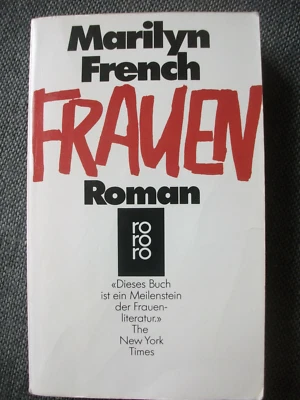 Marilyn
French
FRAUEN
Roman
ro
ro
ro
«Dieses Buch
ist ein Meilenstein
der Frauen-
literatur.»
The
New York
Times